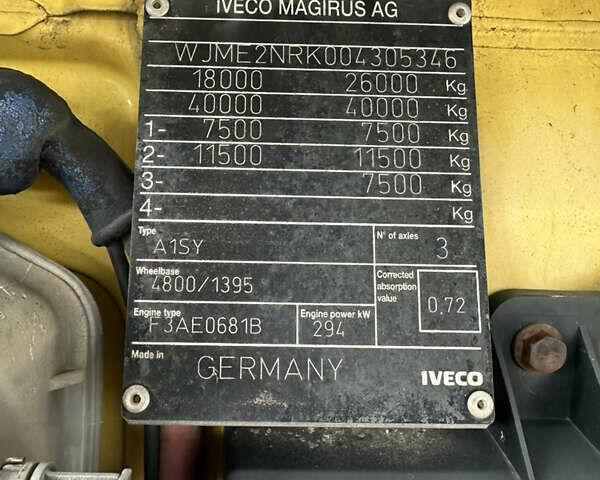 IVECO MAGIRUS AG
WJME2NRK004305346
18000 26000 Kg
40000 40000 Kg
1- 7500 7500 Kg
2- 11500 11500 Kg
3- 7500 Kg
4- Kg
Type A1SY N° of axles 3
Wheelbase 4800/1395 Corrected absorption value 0,72
Engine type F3AE0681B Engine power kW 294
Made in GERMANY IVECO